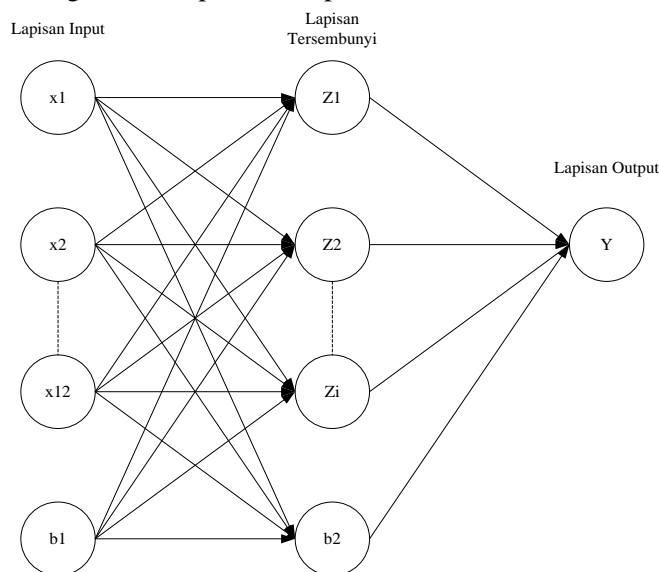 Lapisan Input
Lapisan
Tersembunyi
Lapisan Output
x1
Z1
x2
Z2
Y
x12
Zi
b1
b2